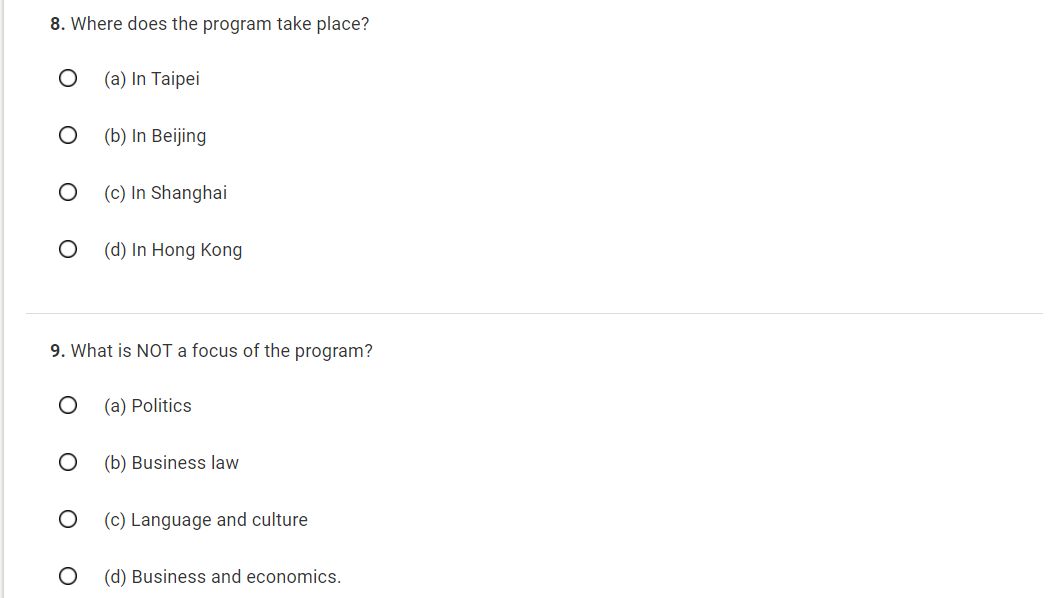 8. Where does the program take place?
(a) In Taipei
(b) In Beijing
(c) In Shanghai
(d) In Hong Kong
9. What is NOT a focus of the program?
(a) Politics
(b) Business law
(c) Language and culture
(d) Business and economics.